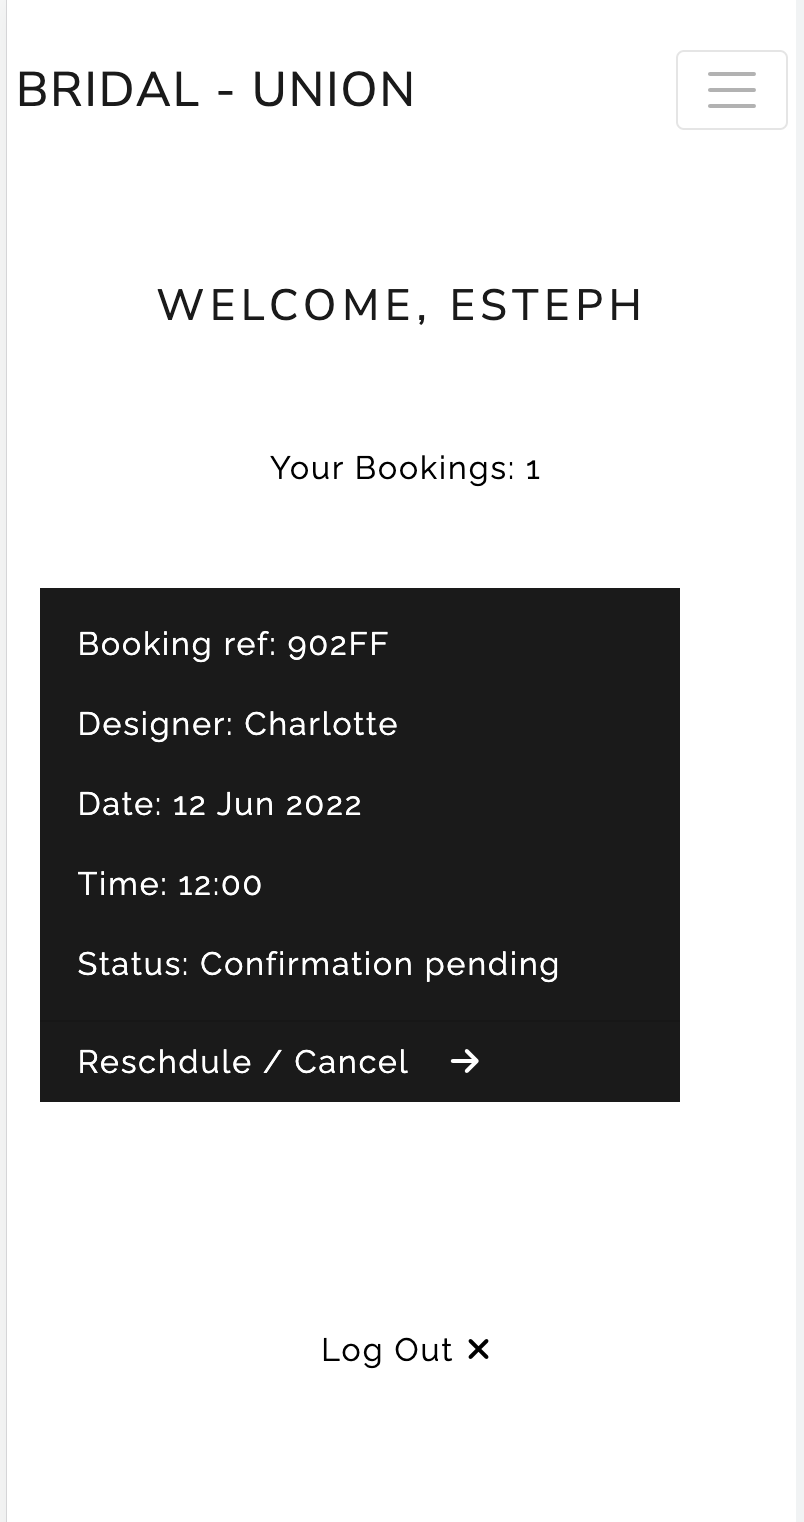 BRIDAL - UNION
WELCOME, ESTEPH
Your Bookings: 1
Booking ref: 902FF
Designer: Charlotte
Date: 12 Jun 2022
Time: 12:00
Status: Confirmation pending
Reschdule / Cancel
Log Out